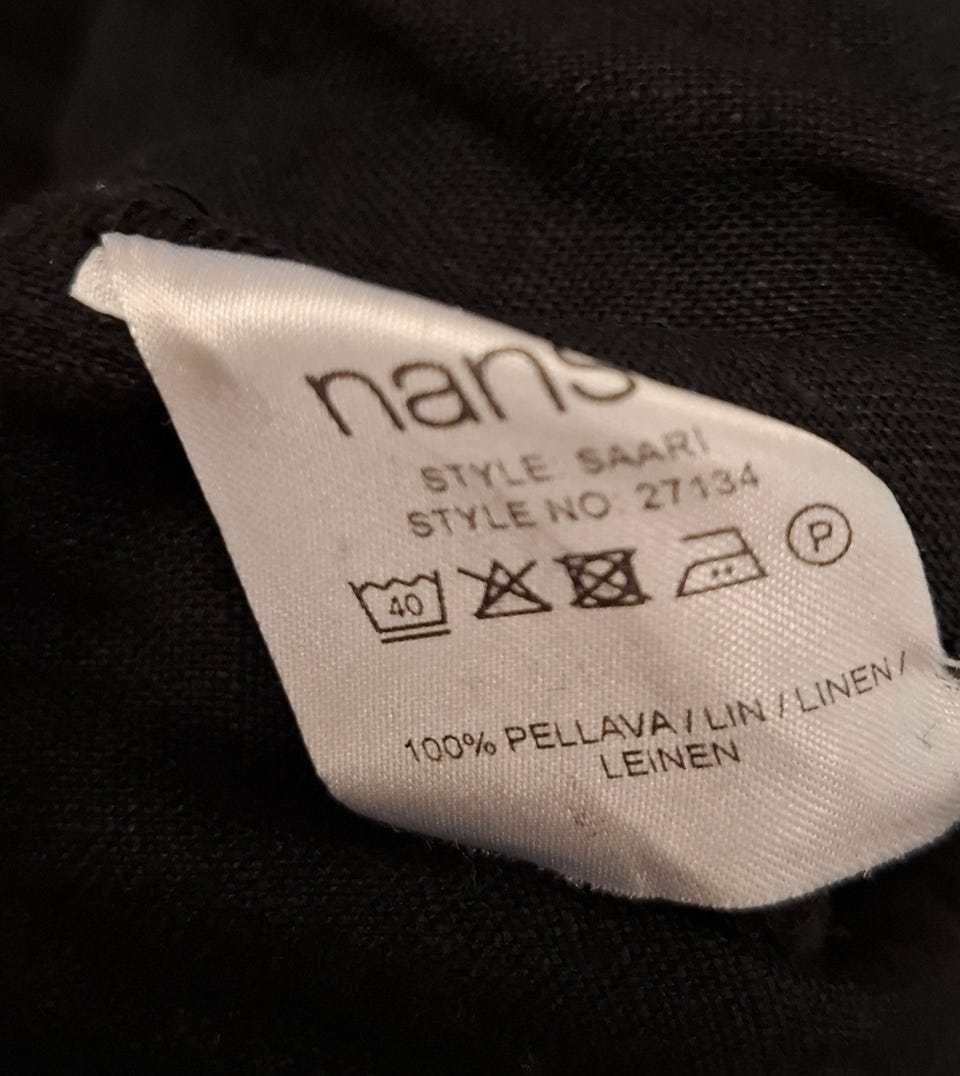 nans
STYLE SAARI
STYLE NO 27134
40 P
100% PELLAVA / LIN / LINEN /
LEINEN